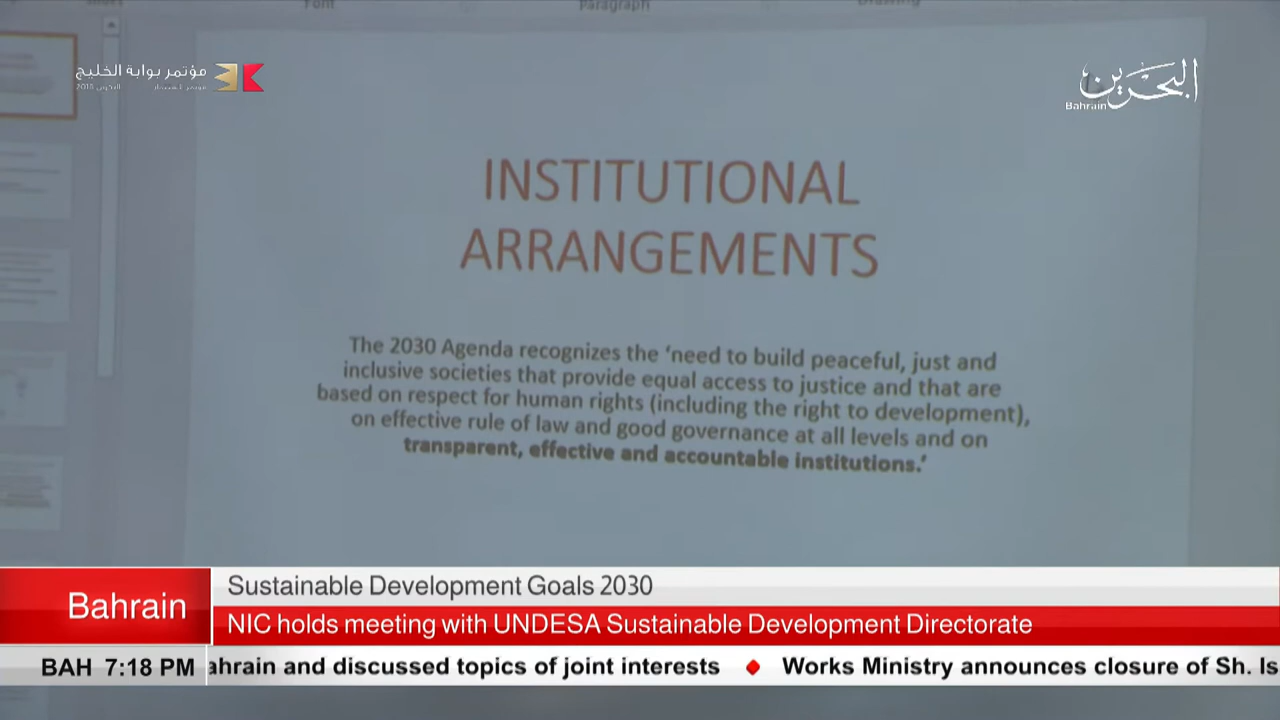 Font
Paragraph
Drawing
مؤتمر بوابة الخليج
البحرين
Bahrain
INSTITUTIONAL
ARRANGEMENTS
The 2030 Agenda recognizes the ‘need to build peaceful, just and
inclusive societies that provide equal access to justice and that are
based on respect for human rights (including the right to development),
on effective rule of law and good governance at all levels and on
transparent, effective and accountable institutions.’
Sustainable Development Goals 2030
Bahrain
NIC holds meeting with UNDESA Sustainable Development Directorate
BAH 7:18 PM
ahrain and discussed topics of joint interests ♦ Works Ministry announces closure of Sh. Is